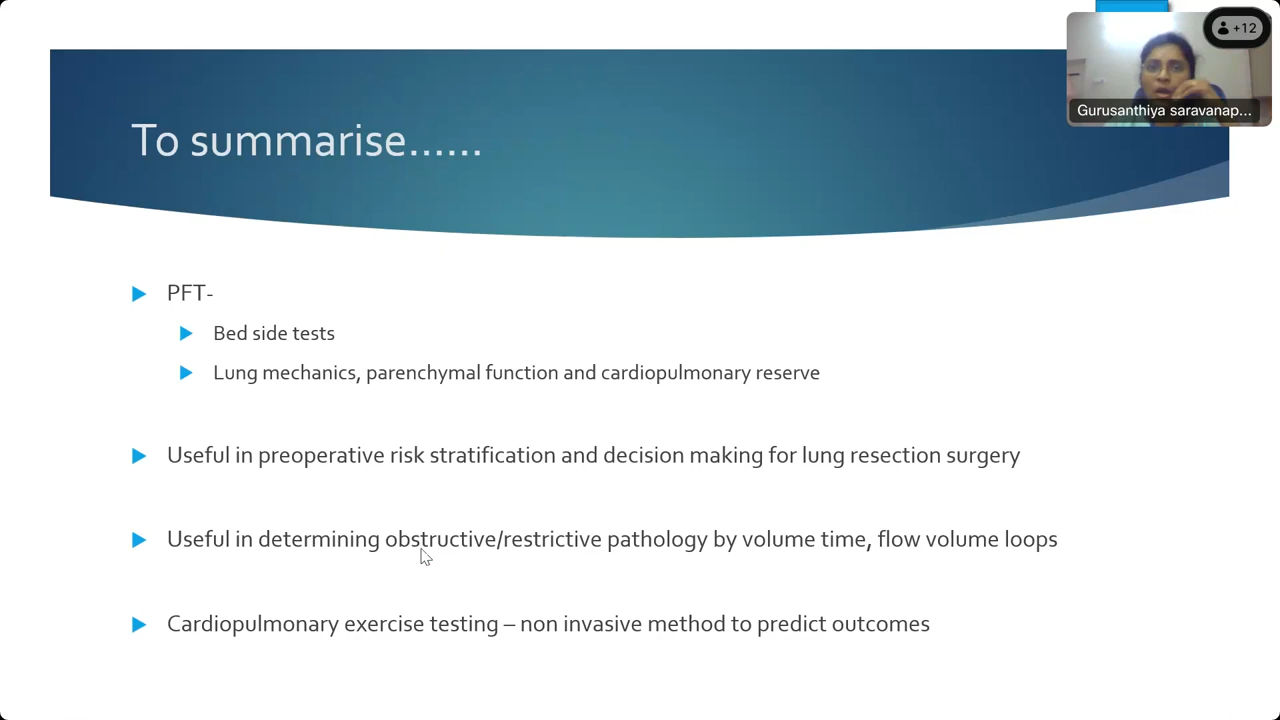 +12
Gurusanthiya saravanap...
To summarise......
PFT-
Bed side tests
Lung mechanics, parenchymal function and cardiopulmonary reserve
Useful in preoperative risk stratification and decision making for lung resection surgery
Useful in determining obstructive/restrictive pathology by volume time, flow volume loops
Cardiopulmonary exercise testing – non invasive method to predict outcomes